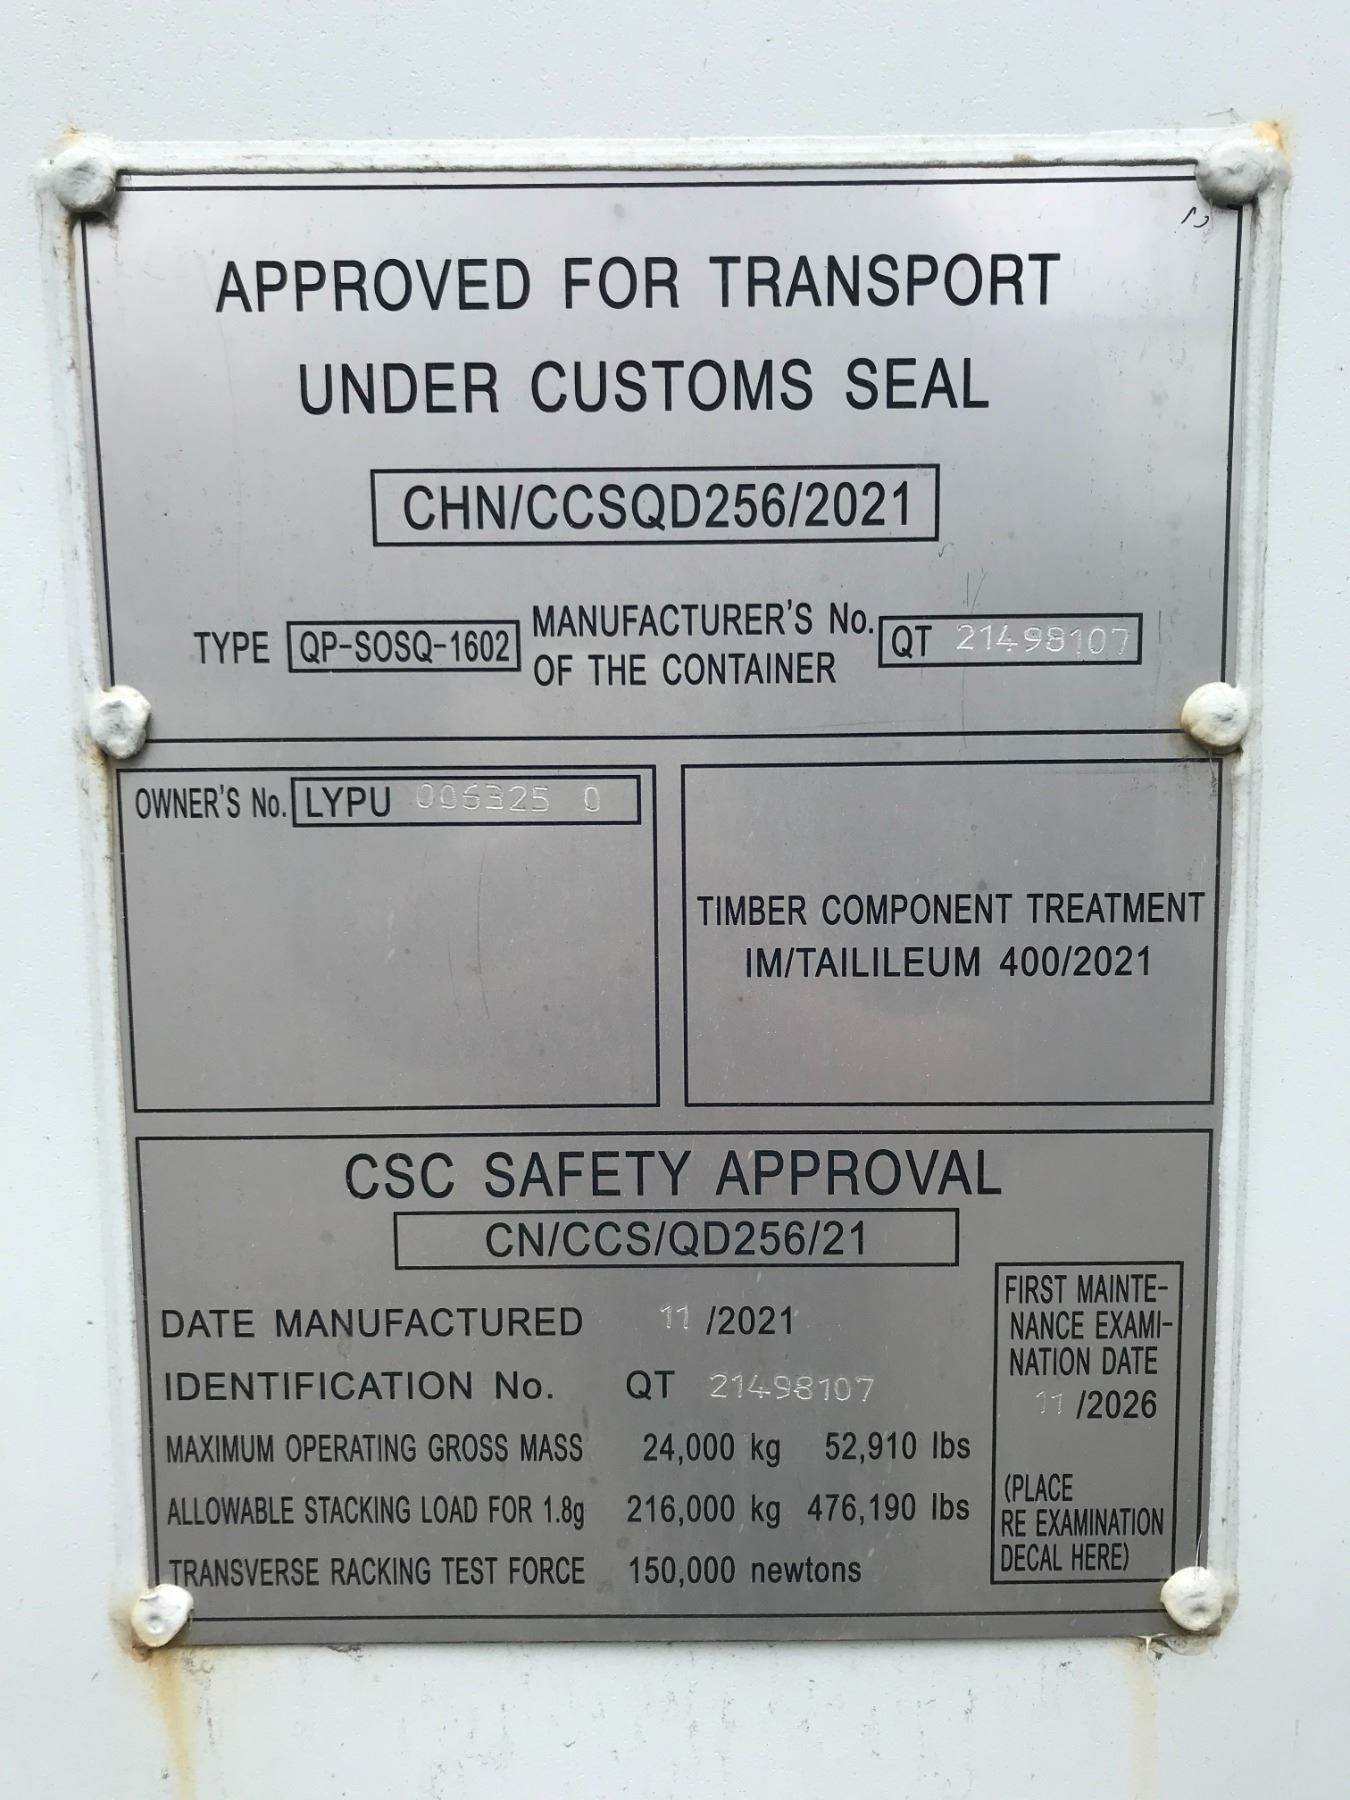 APPROVED FOR TRANSPORT
UNDER CUSTOMS SEAL
CHN/CCSQD256/2021
TYPE QP-SOSQ-1602 MANUFACTURER'S No. OF THE CONTAINER QT 21498107
OWNER'S No. LYPU 006325 0
TIMBER COMPONENT TREATMENT
IM/TAILILEUM 400/2021
CSC SAFETY APPROVAL
CN/CCS/QD256/21
DATE MANUFACTURED 11 /2021
IDENTIFICATION No. QT 21498107
MAXIMUM OPERATING GROSS MASS 24,000 kg 52,910 lbs
ALLOWABLE STACKING LOAD FOR 1.8g 216,000 kg 476,190 lbs
TRANSVERSE RACKING TEST FORCE 150,000 newtons
FIRST MAINTE-
NANCE EXAMI-
NATION DATE
11 /2026
(PLACE
RE EXAMINATION
DECAL HERE)